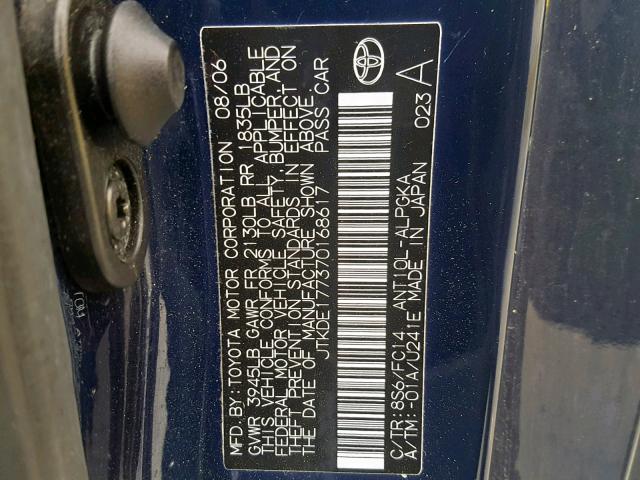 MFD. BY: TOYOTA MOTOR CORPORATION 08/06
GVWR 3945LB GAWR FR 2130LB RR 1835LB
THIS VEHICLE CONFORMS TO ALL APPLICABLE
FEDERAL MOTOR VEHICLE SAFETY, BUMPER, AND
THEFT PREVENTION STANDARDS IN EFFECT ON
THE DATE OF MANUFACTURE SHOWN ABOVE.
JTKDE177370168617 PASS CAR
C/TR: 8S6/FC14 ANT10L-ALPGKA 023 A
A/TM: -01A/U241E MADE IN JAPAN